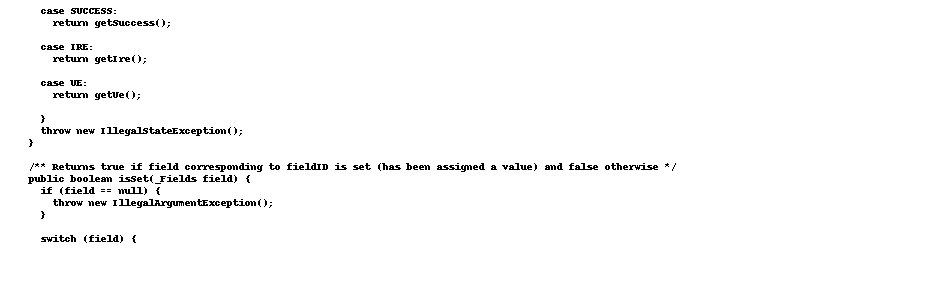 case SUCCESS:
return getSuccess();
case IRE:
return getIre();
case UE:
return getUe();
}
throw new IllegalStateException();
}
/** Returns true if field corresponding to fieldID is set (has been assigned a value) and false otherwise */
public boolean isSet(_Fields field) {
if (field == null) {
throw new IllegalArgumentException();
}
switch (field) {